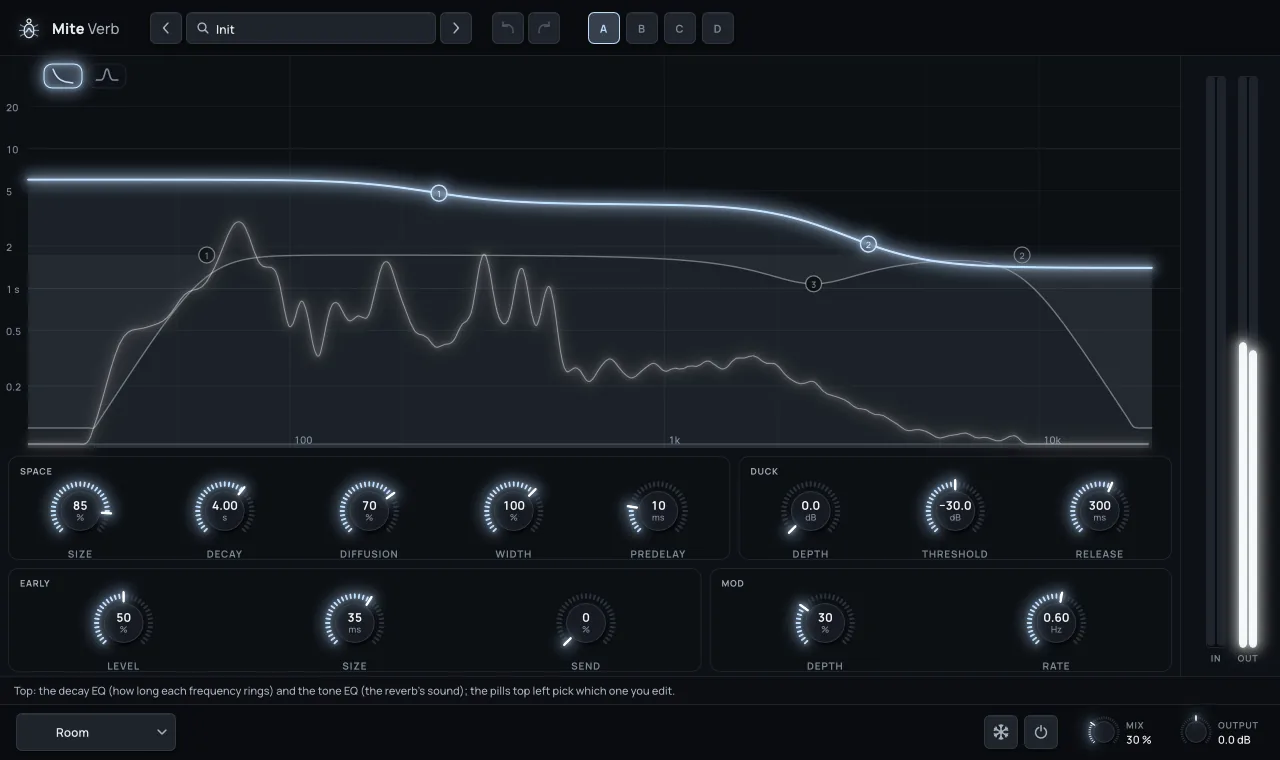 Mite Verb
Init
A B C D
20
10
5
2
1 s
0.5
0.2
1
1
2
2
3
100 1k 10k
SPACE
85
%
SIZE
4.00
s
DECAY
70
%
DIFFUSION
100
%
WIDTH
10
ms
PREDELAY
DUCK
0.0
dB
DEPTH
−30.0
dB
THRESHOLD
300
ms
RELEASE
EARLY
50
%
LEVEL
35
ms
SIZE
0
%
SEND
MOD
30
%
DEPTH
0.60
Hz
RATE
IN OUT
Top: the decay EQ (how long each frequency rings) and the tone EQ (the reverb's sound); the pills top left pick which one you edit.
Room
MIX
30 %
OUTPUT
0.0 dB